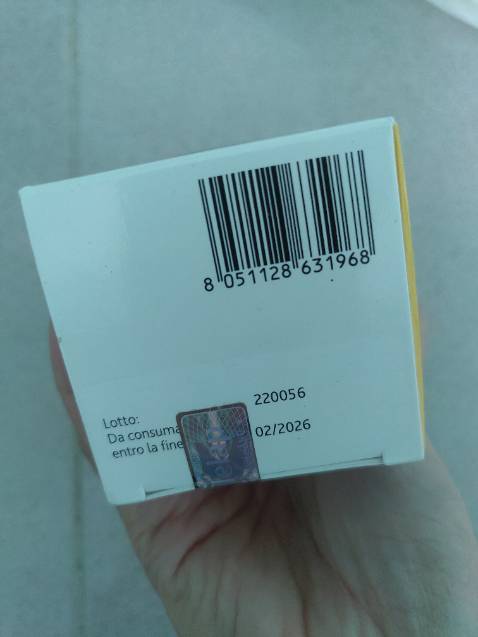 8 051128 631968
Lotto: 220056
Da consuma
entro la fine 02/2026